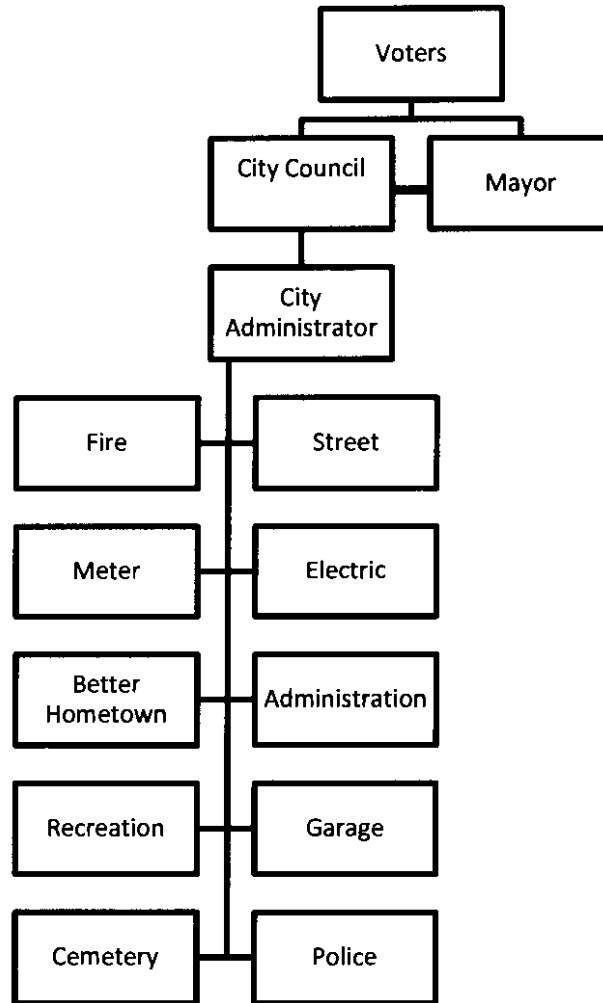 Voters
City Council
Mayor
City
Administrator
Fire
Street
Meter
Electric
Better
Hometown
Administration
Recreation
Garage
Cemetery
Police